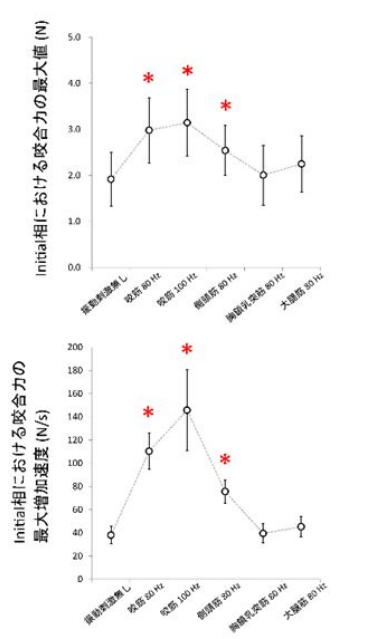 Initial相における咬合力の最大値 (N)
5.0
4.0
3.0
2.0
1.0
0.0
*
*
*
振動刺激無し
咬筋 80 Hz
咬筋 100 Hz
側頭筋 80 Hz
胸鎖乳突筋 80 Hz
大腿筋 80 Hz
Initial相における咬合力の
最大増加速度 (N/s)
200
180
160
140
120
100
80
60
40
20
0
*
*
*
振動刺激無し
咬筋 80 Hz
咬筋 100 Hz
側頭筋 80 Hz
胸鎖乳突筋 80 Hz
大腿筋 80 Hz